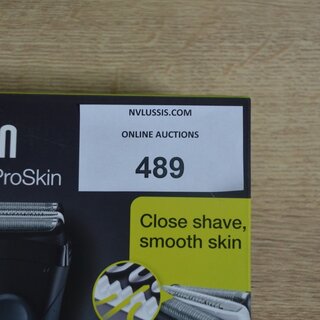 NVLUSSIS.COM
ONLINE AUCTIONS
489
n
ProSkin
Close shave,
smooth skin